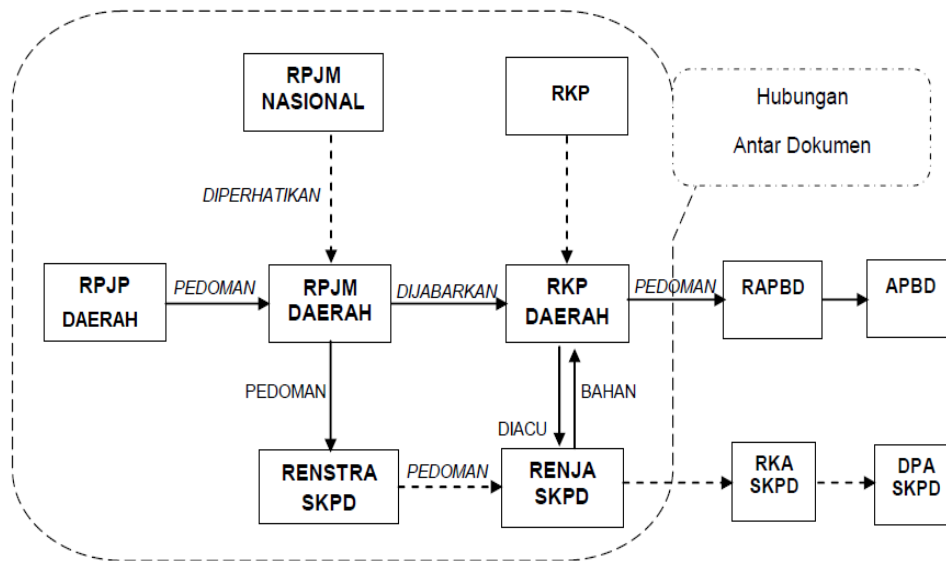 RPJM
NASIONAL
RKP
Hubungan
Antar Dokumen
DIPERHATIKAN
RPJP
DAERAH
PEDOMAN
RPJM
DAERAH
DIJABARKAN
RKP
DAERAH
PEDOMAN
RAPBD
APBD
PEDOMAN
BAHAN
DIACU
RENSTRA
SKPD
PEDOMAN
RENJA
SKPD
RKA
SKPD
DPA
SKPD